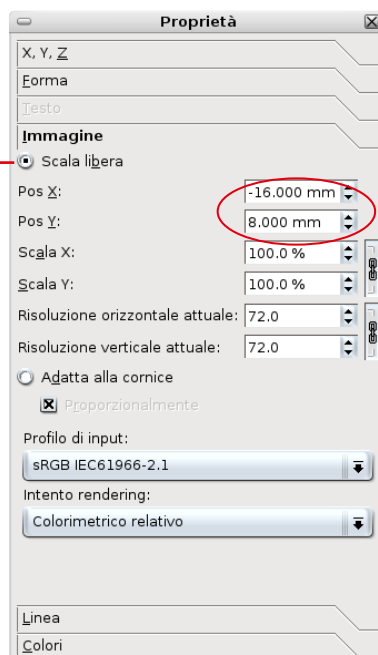 Proprietà
X, Y, Z
Forma
Testo
Immagine
Scala libera
Pos X: -16.000 mm
Pos Y: 8.000 mm
Scala X: 100.0 %
Scala Y: 100.0 %
Risoluzione orizzontale attuale: 72.0
Risoluzione verticale attuale: 72.0
Adatta alla cornice
Proporzionalmente
Profilo di input:
sRGB IEC61966-2.1
Intento rendering:
Colorimetrico relativo
Linea
Colori